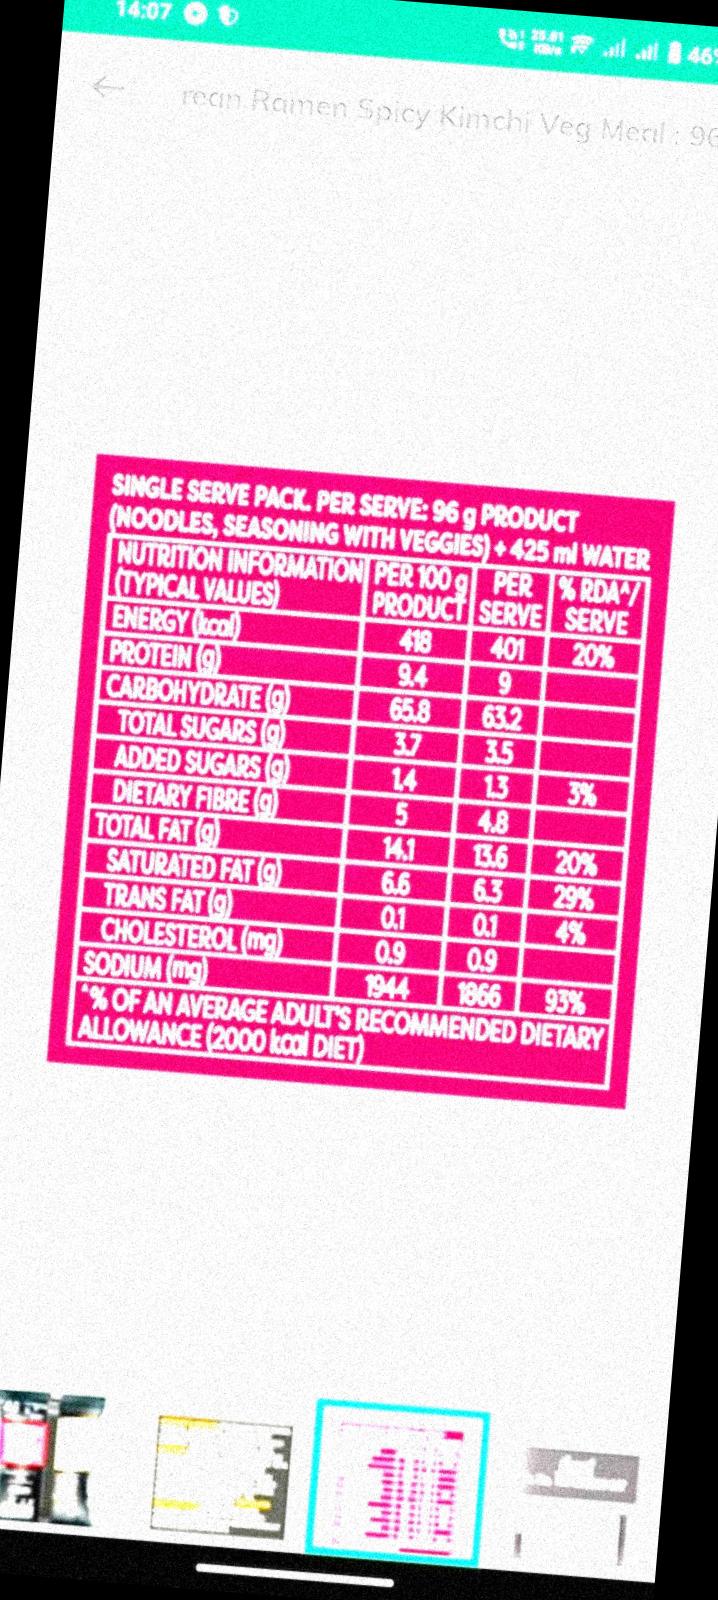 14:07 23.01 KB/s 46%
rean Ramen Spicy Kimchi Veg Meal : 96
SINGLE SERVE PACK. PER SERVE: 96 g PRODUCT
(NOODLES, SEASONING WITH VEGGIES) + 425 ml WATER
NUTRITION INFORMATION (TYPICAL VALUES) PER 100 g PRODUCT PER SERVE % RDA^/ SERVE
ENERGY (kcal) 418 401 20%
PROTEIN (g) 9.4 9
CARBOHYDRATE (g) 65.8 63.2
TOTAL SUGARS (g) 3.7 3.5
ADDED SUGARS (g) 1.4 1.3 3%
DIETARY FIBRE (g) 5 4.8
TOTAL FAT (g) 14.1 13.6 20%
SATURATED FAT (g) 6.6 6.3 29%
TRANS FAT (g) 0.1 0.1 4%
CHOLESTEROL (mg) 0.9 0.9
SODIUM (mg) 1944 1866 93%
^% OF AN AVERAGE ADULT'S RECOMMENDED DIETARY
ALLOWANCE (2000 kcal DIET)